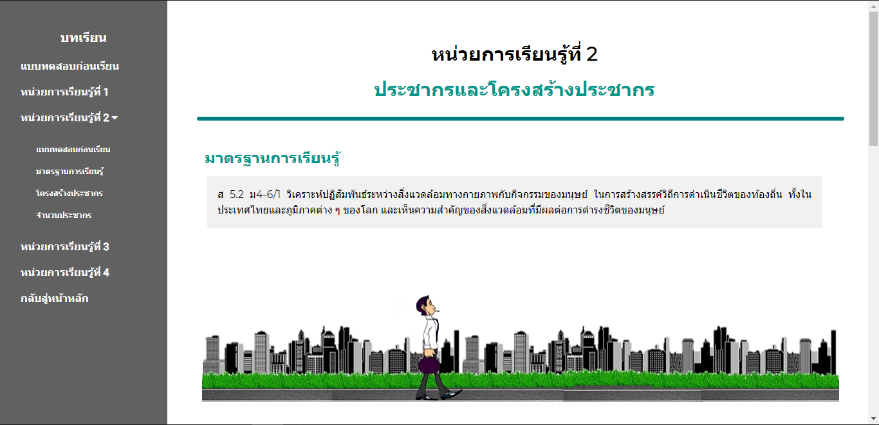 บทเรียน
แบบทดสอบก่อนเรียน
หน่วยการเรียนรู้ที่ 1
หน่วยการเรียนรู้ที่ 2
แบบทดสอบก่อนเรียน
มาตรฐานการเรียนรู้
โครงสร้างประชากร
จำนวนประชากร
หน่วยการเรียนรู้ที่ 3
หน่วยการเรียนรู้ที่ 4
กลับสู่หน้าหลัก
หน่วยการเรียนรู้ที่ 2
ประชากรและโครงสร้างประชากร
มาตรฐานการเรียนรู้
ส 5.2 ม4-6/1 วิเคราะห์ปฏิสัมพันธ์ระหว่างสิ่งแวดล้อมทางกายภาพกับกิจกรรมของมนุษย์ ในการสร้างสรรค์วิถีการดำเนินชีวิตของท้องถิ่น ทั้งใน
ประเทศไทยและภูมิภาคต่าง ๆ ของโลก และเห็นความสำคัญของสิ่งแวดล้อมที่มีผลต่อการดำรงชีวิตของมนุษย์